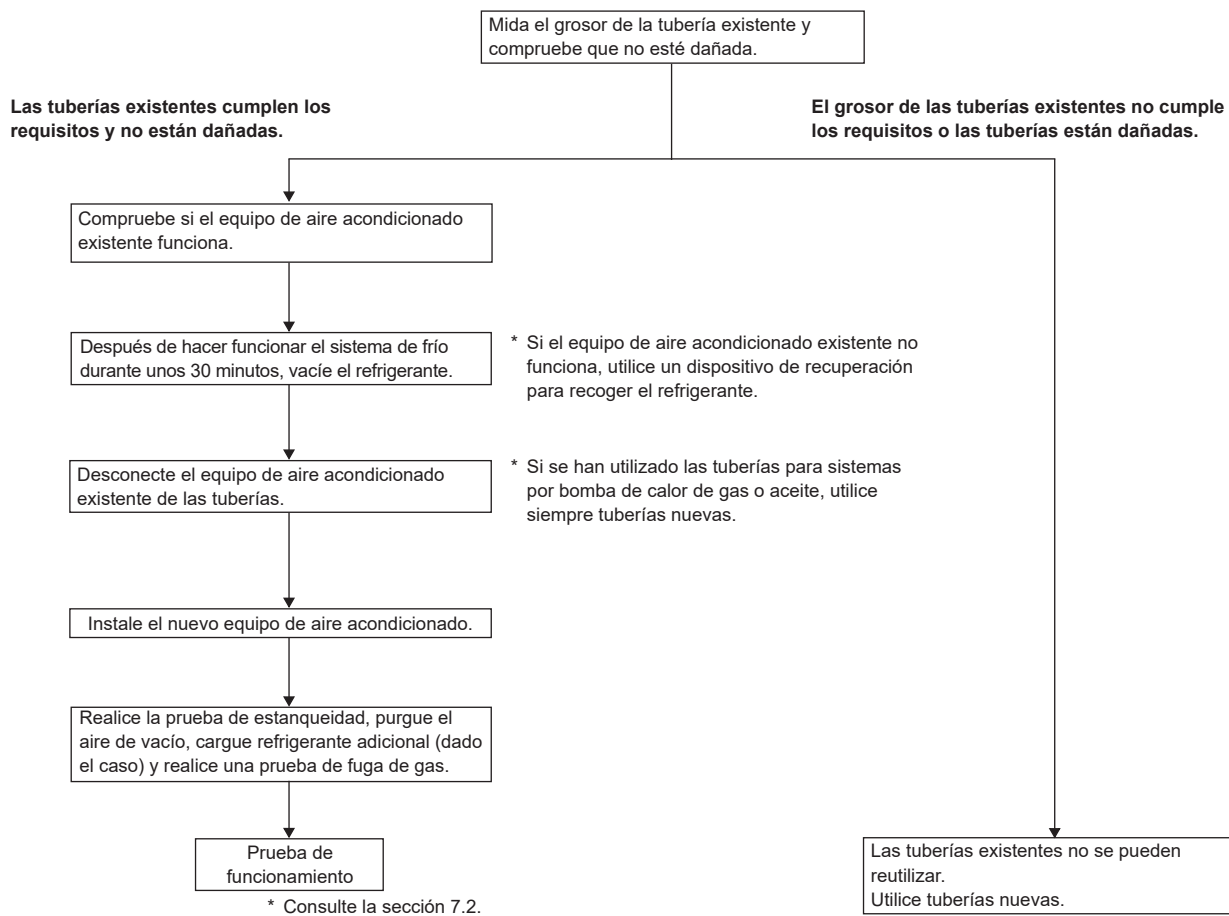 Mida el grosor de la tubería existente y
compruebe que no esté dañada.
Las tuberías existentes cumplen los
requisitos y no están dañadas.
El grosor de las tuberías existentes no cumple
los requisitos o las tuberías están dañadas.
Compruebe si el equipo de aire acondicionado
existente funciona.
Después de hacer funcionar el sistema de frío
durante unos 30 minutos, vacíe el refrigerante.
* Si el equipo de aire acondicionado existente no
funciona, utilice un dispositivo de recuperación
para recoger el refrigerante.
Desconecte el equipo de aire acondicionado
existente de las tuberías.
* Si se han utilizado las tuberías para sistemas
por bomba de calor de gas o aceite, utilice
siempre tuberías nuevas.
Instale el nuevo equipo de aire acondicionado.
Realice la prueba de estanqueidad, purgue el
aire de vacío, cargue refrigerante adicional (dado
el caso) y realice una prueba de fuga de gas.
Prueba de
funcionamiento
* Consulte la sección 7.2.
Las tuberías existentes no se pueden
reutilizar.
Utilice tuberías nuevas.